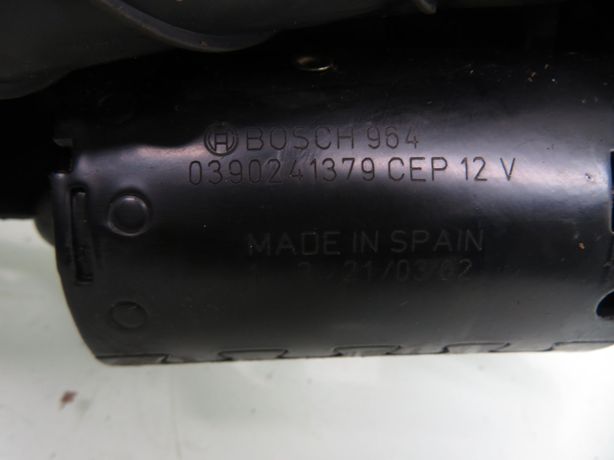 BOSCH 964
0390241379 CEP 12 V
MADE IN SPAIN
21/03/02